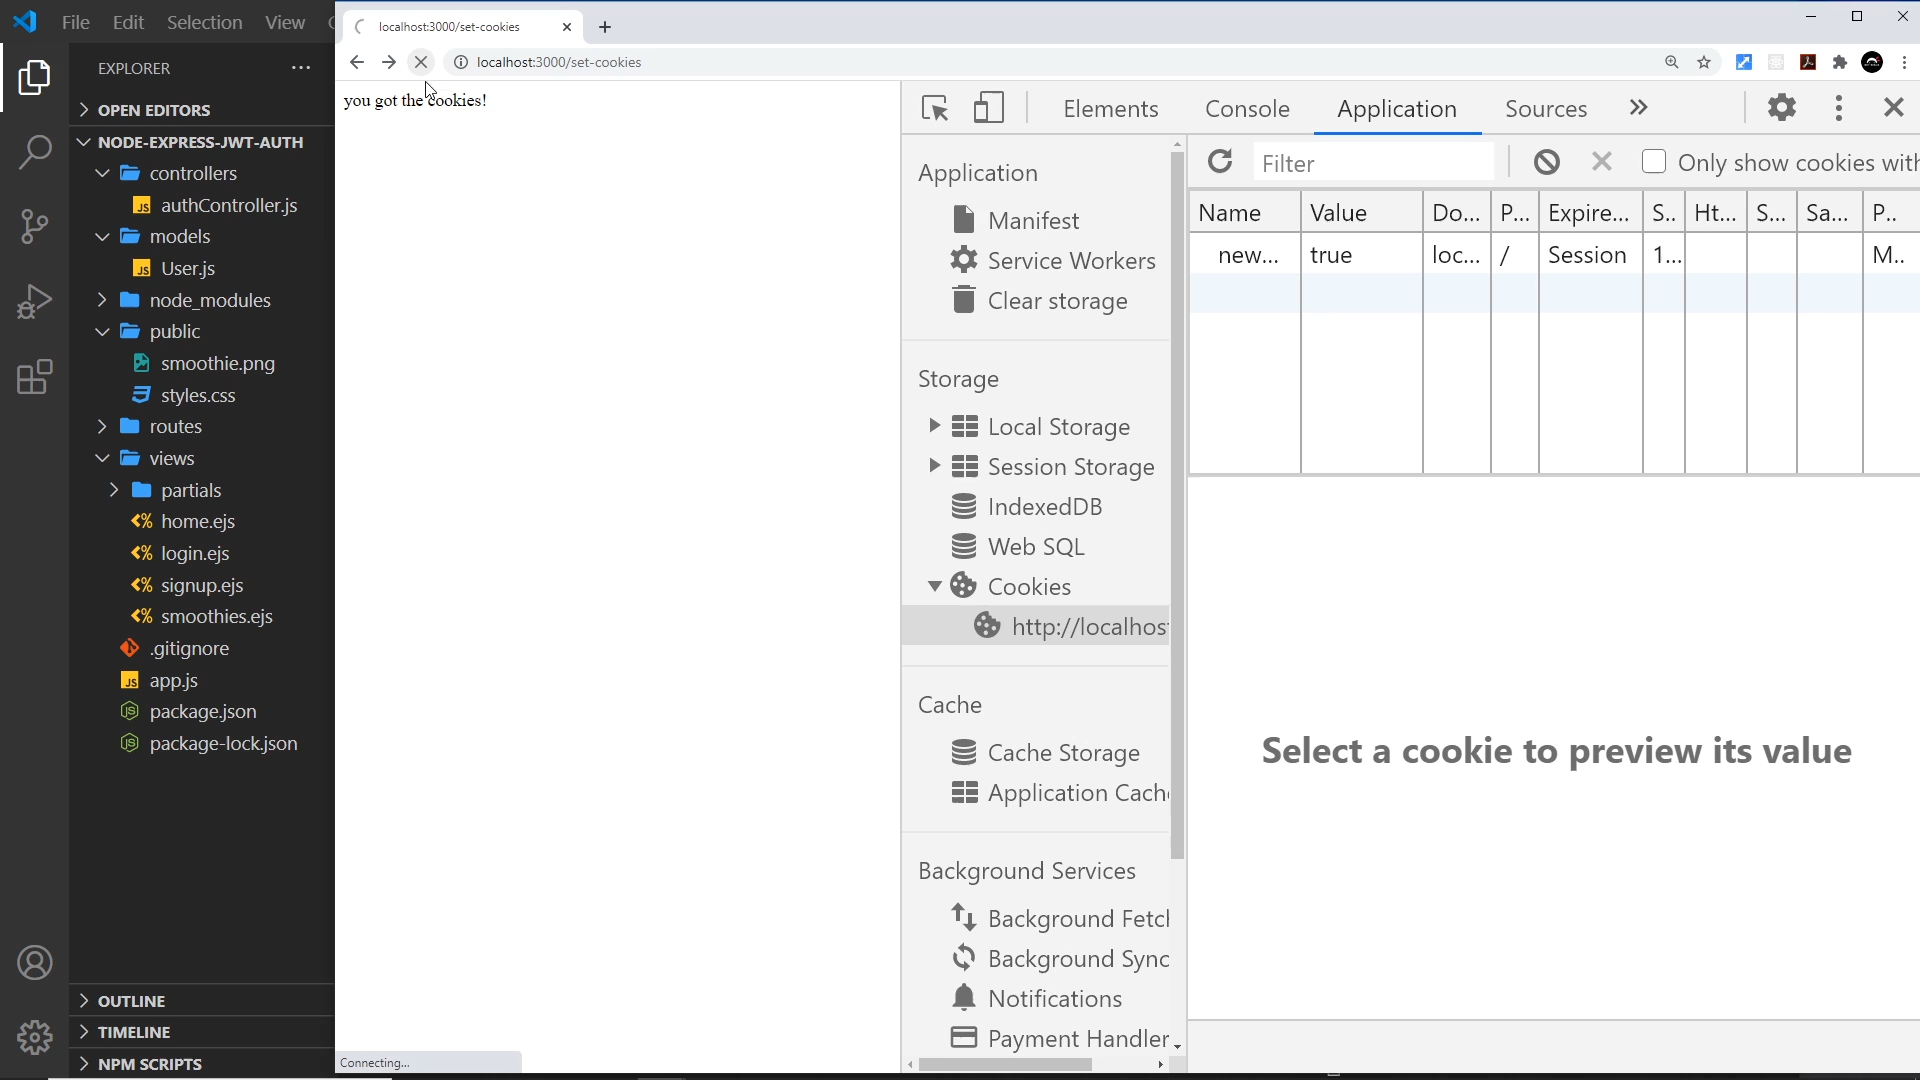 File Edit Selection View
localhost:3000/set-cookies
localhost:3000/set-cookies
EXPLORER
OPEN EDITORS
NODE-EXPRESS-JWT-AUTH
controllers
authController.js
models
User.js
node_modules
public
smoothie.png
styles.css
routes
views
partials
home.ejs
login.ejs
signup.ejs
smoothies.ejs
.gitignore
app.js
package.json
package-lock.json
OUTLINE
TIMELINE
NPM SCRIPTS
you got the cookies!
Connecting...
Elements Console Application Sources
Application
Manifest
Service Workers
Clear storage
Storage
Local Storage
Session Storage
IndexedDB
Web SQL
Cookies
http://localhost
Cache
Cache Storage
Application Cach
Background Services
Background Fetch
Background Sync
Notifications
Payment Handler
Filter
Only show cookies with
Name Value Do... P... Expire... S.. Ht... S... Sa... P..
new... true loc... / Session 1... M..
Select a cookie to preview its value